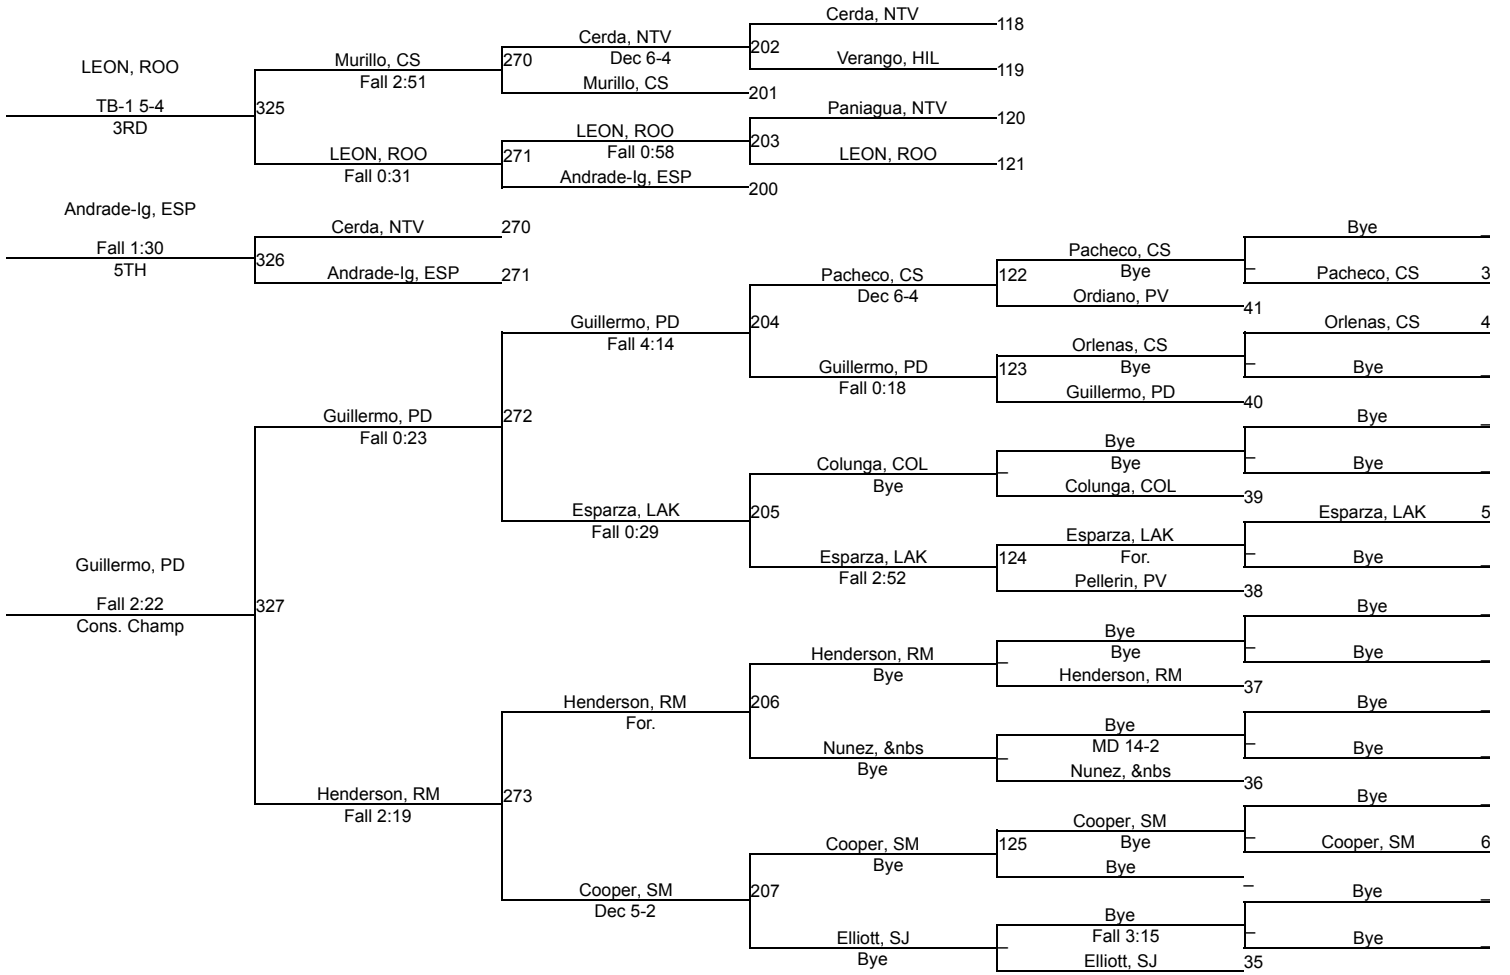 Cerda, NTV
118
Cerda, NTV
202
LEON, ROO
Murillo, CS
270
Dec 6-4
Verango, HIL
119
Fall 2:51
Murillo, CS
201
TB-1 5-4
325
Paniagua, NTV
120
3RD
LEON, ROO
203
LEON, ROO
271
Fall 0:58
LEON, ROO
121
Fall 0:31
Andrade-Ig, ESP
200
Andrade-Ig, ESP
Cerda, NTV
270
Bye
_
Fall 1:30
326
Pacheco, CS
5TH
Andrade-Ig, ESP
271
Pacheco, CS
122
Bye
_
Pacheco, CS
3
Dec 6-4
Ordiano, PV
41
Guillermo, PD
204
Orlenas, CS
4
Fall 4:14
Orlenas, CS
Guillermo, PD
123
Bye
_
Bye
_
Fall 0:18
Guillermo, PD
40
Guillermo, PD
272
Bye
_
Fall 0:23
Bye
Colunga, COL
_
Bye
_
Bye
_
Bye
Colunga, COL
39
Esparza, LAK
205
Esparza, LAK
5
Fall 0:29
Esparza, LAK
Esparza, LAK
124
For.
_
Bye
_
Guillermo, PD
Fall 2:52
Pellerin, PV
38
Fall 2:22
327
Bye
_
Cons. Champ
Bye
Henderson, RM
_
Bye
_
Bye
_
Bye
Henderson, RM
37
Henderson, RM
206
Bye
_
For.
Bye
Nunez, &nbs
_
MD 14-2
_
Bye
_
Bye
Nunez, &nbs
36
Henderson, RM
273
Bye
_
Fall 2:19
Cooper, SM
Cooper, SM
125
Bye
_
Cooper, SM
6
Bye
Bye
_
Cooper, SM
207
Bye
_
Dec 5-2
Bye
Elliott, SJ
_
Fall 3:15
_
Bye
_
Bye
Elliott, SJ
35